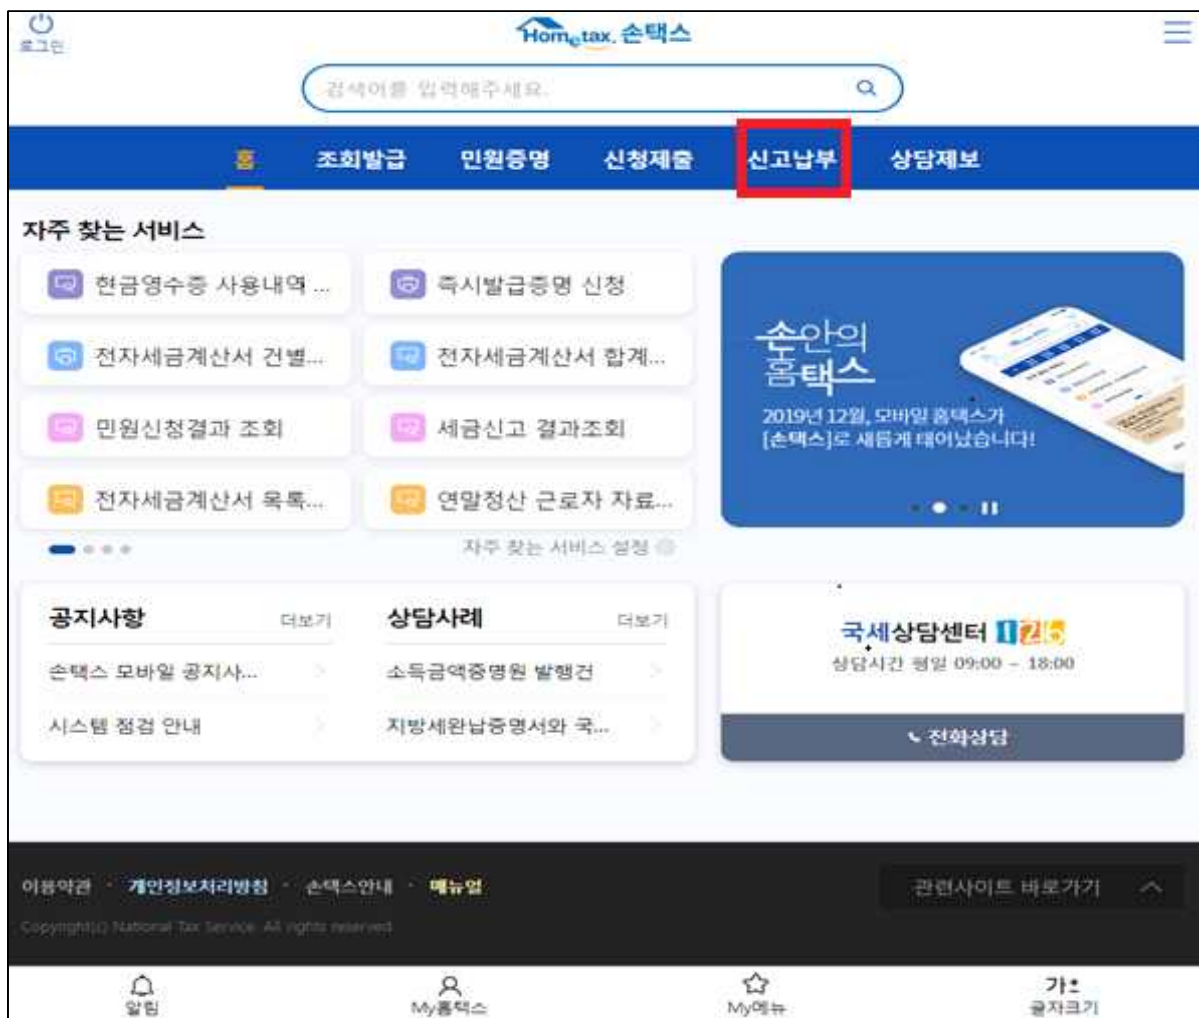 로그인
Hometax. 손택스
검색어를 입력해주세요.
홈 조회발급 민원증명 신청제출 신고납부 상담제보
자주 찾는 서비스
현금영수증 사용내역 ...
즉시발급증명 신청
전자세금계산서 건별...
전자세금계산서 합계...
민원신청결과 조회
세금신고 결과조회
전자세금계산서 목록...
연말정산 근로자 자료...
자주 찾는 서비스 설정
손안의
홈택스
2019년 12월, 모바일 홈택스가
[손택스]로 새롭게 태어났습니다!
공지사항 더보기
손택스 모바일 공지사...
시스템 점검 안내
상담사례 더보기
소득금액증명원 발행건
지방세완납증명서와 국...
국세상담센터 126
상담시간 평일 09:00 ~ 18:00
전화상담
이용약관 · 개인정보처리방침 · 손택스안내 · 매뉴얼
관련사이트 바로가기
Copyright(c) National Tax Service. All rights reserved.
알림
My홈택스
My메뉴
가±
글자크기